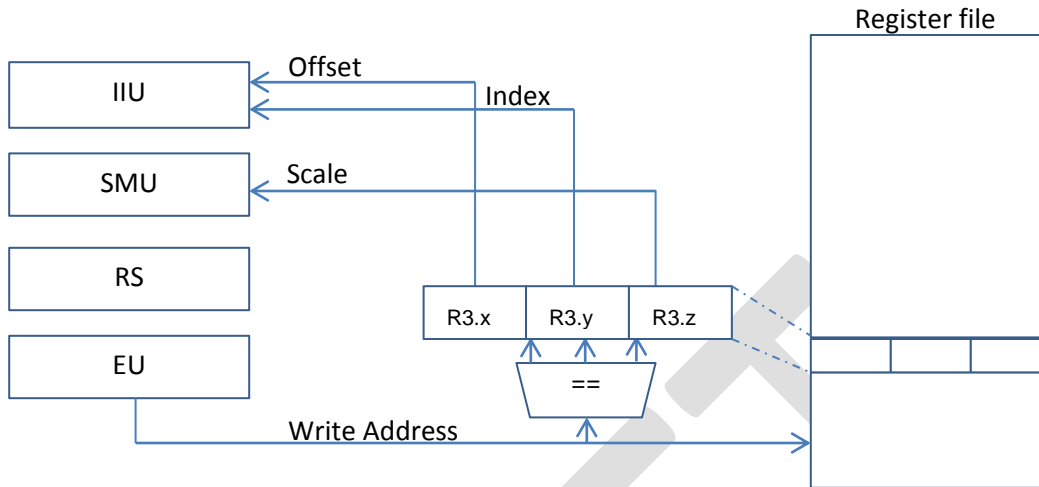 Register file
IIU
Offset
Index
SMU
Scale
RS
R3.x
R3.y
R3.z
EU
==
Write Address